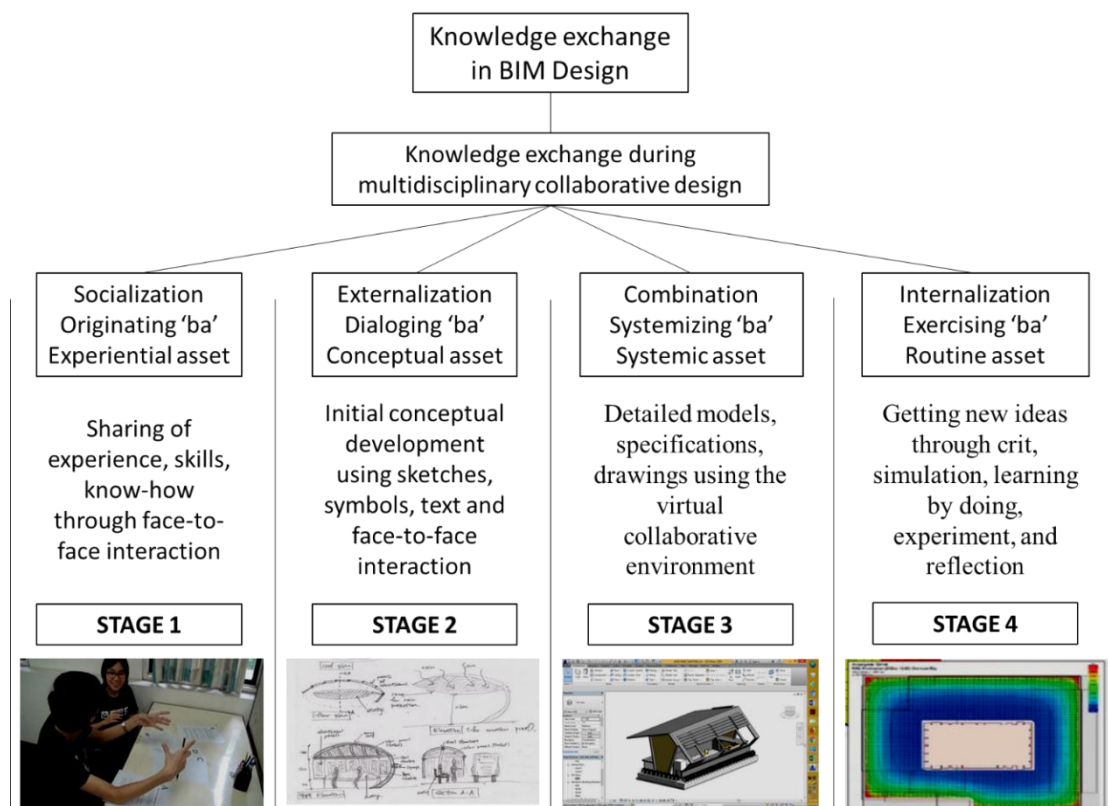 Knowledge exchange
in BIM Design
Knowledge exchange during
multidisciplinary collaborative design
Socialization
Originating ‘ba’
Experiential asset
Externalization
Dialoging ‘ba’
Conceptual asset
Combination
Systemizing ‘ba’
Systemic asset
Internalization
Exercising ‘ba’
Routine asset
Sharing of
experience, skills,
know-how
through face-to-
face interaction
Initial conceptual
development
using sketches,
symbols, text and
face-to-face
interaction
Detailed models,
specifications,
drawings using the
virtual
collaborative
environment
Getting new ideas
through crit,
simulation, learning
by doing,
experiment, and
reflection
STAGE 1
STAGE 2
STAGE 3
STAGE 4